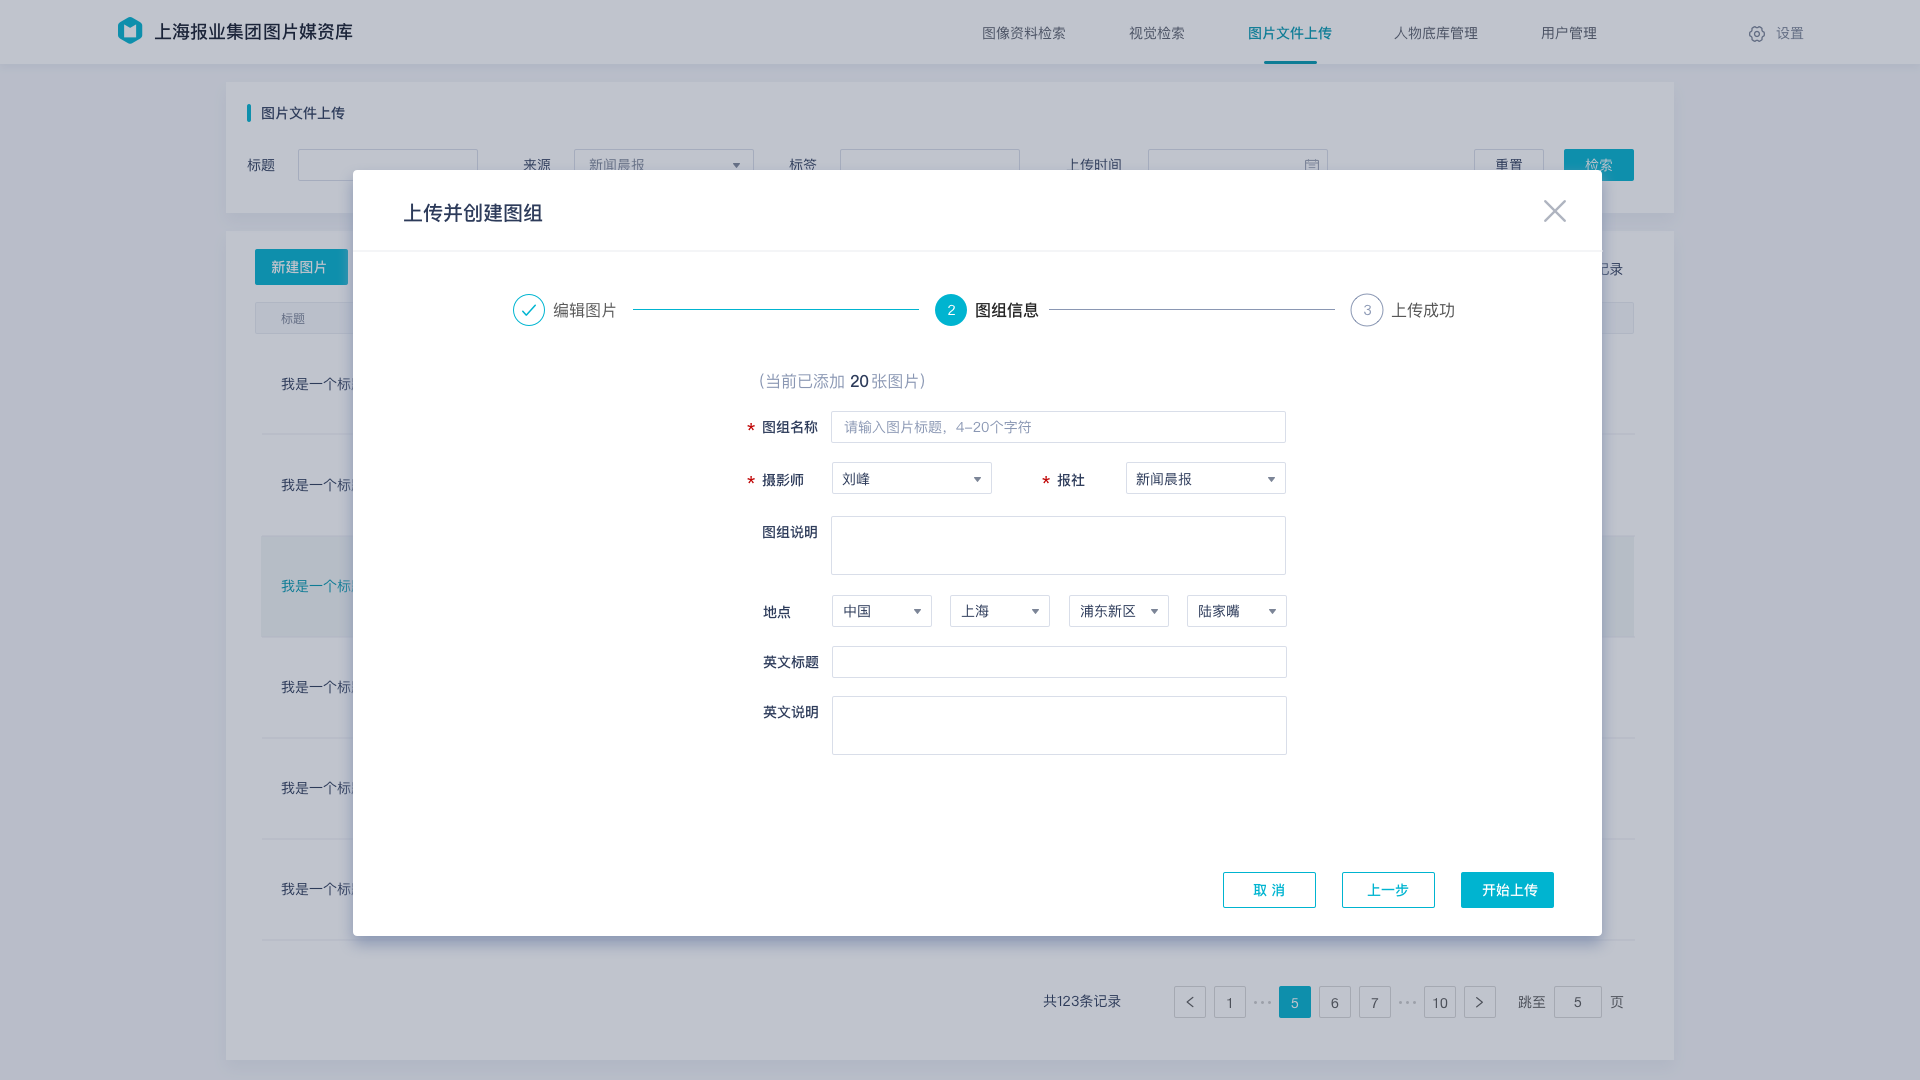 上海报业集团图片媒资库
图像资料检索 视觉检索 图片文件上传 人物底库管理 用户管理 设置
图片文件上传
标题 来源 新闻晨报 标签 上传时间 重置 检索
上传并创建图组
新建图片 记录
编辑图片 2 图组信息 3 上传成功
标题
(当前已添加 20张图片)
我是一个标
* 图组名称 请输入图片标题，4-20个字符
* 摄影师 刘峰 * 报社 新闻晨报
我是一个标
图组说明
我是一个标
地点 中国 上海 浦东新区 陆家嘴
英文标题
我是一个标
英文说明
我是一个标
我是一个标
取 消 上一步 开始上传
共123条记录 < 1 ··· 5 6 7 ··· 10 > 跳至 5 页